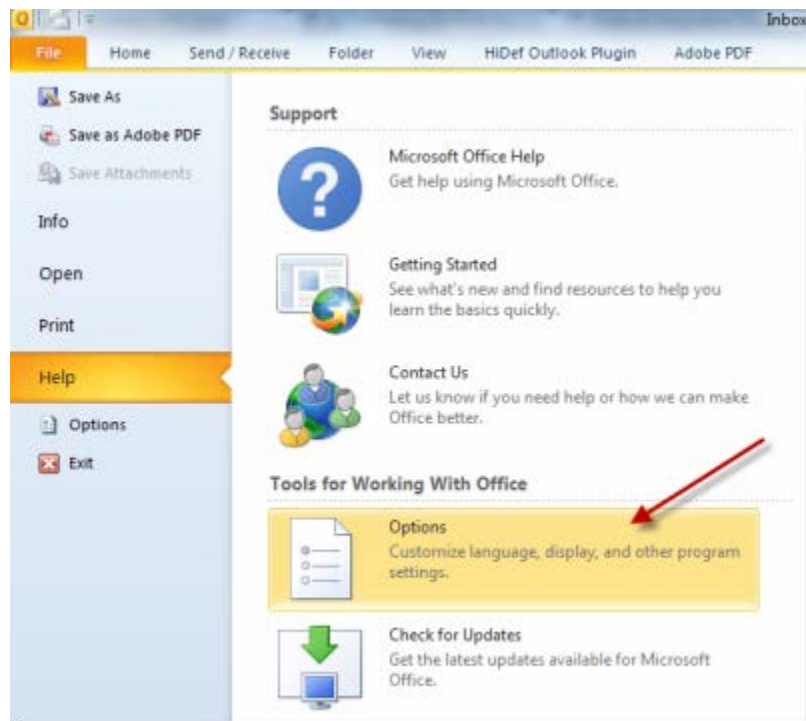 Inbox
File Home Send / Receive Folder View HiDef Outlook Plugin Adobe PDF
Save As
Save as Adobe PDF
Save Attachments
Info
Open
Print
Help
Options
Exit
Support
Microsoft Office Help
Get help using Microsoft Office.
Getting Started
See what's new and find resources to help you
learn the basics quickly.
Contact Us
Let us know if you need help or how we can make
Office better.
Tools for Working With Office
Options
Customize language, display, and other program
settings.
Check for Updates
Get the latest updates available for Microsoft
Office.